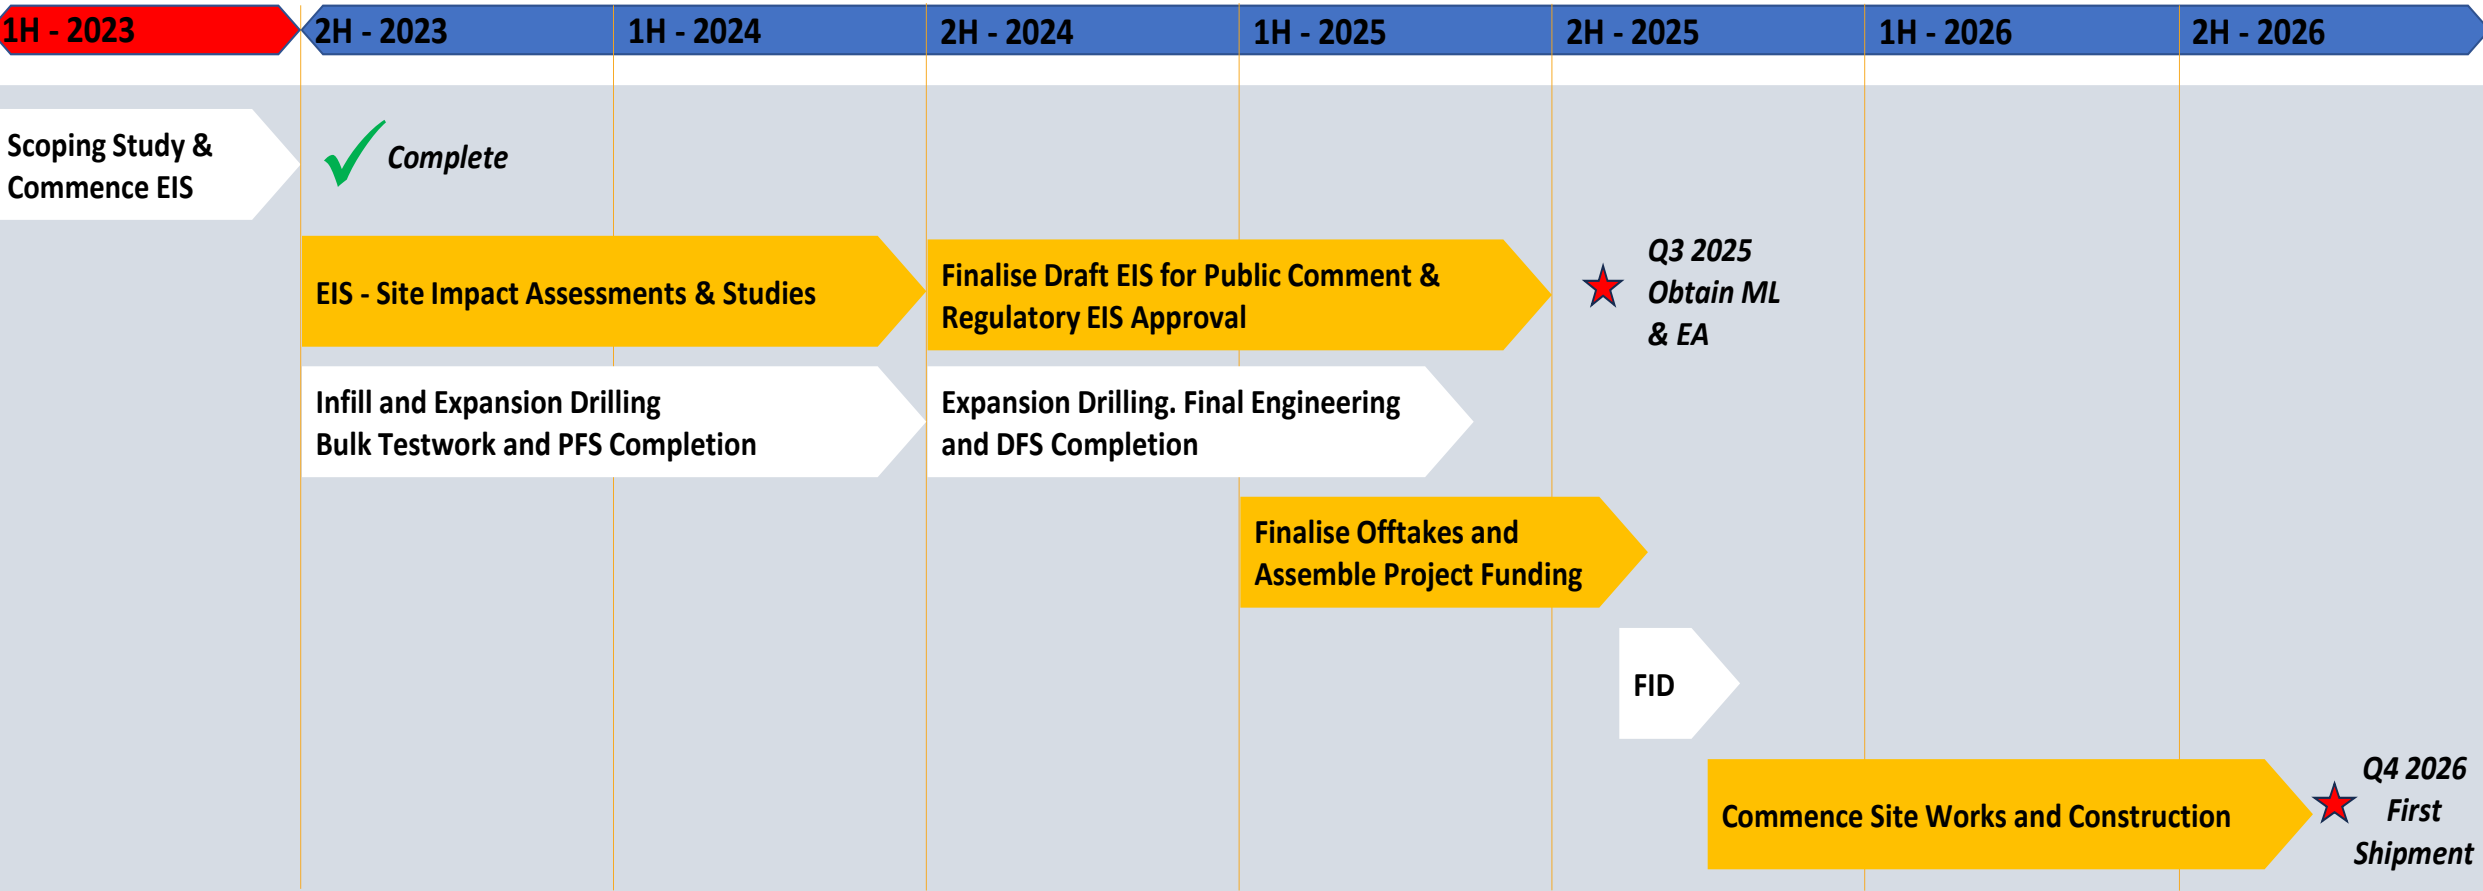 1H - 2023
2H - 2023
1H - 2024
2H - 2024
1H - 2025
2H - 2025
1H - 2026
2H - 2026
Scoping Study &
Commence EIS
Complete
EIS - Site Impact Assessments & Studies
Finalise Draft EIS for Public Comment &
Regulatory EIS Approval
Q3 2025
Obtain ML
& EA
Infill and Expansion Drilling
Bulk Testwork and PFS Completion
Expansion Drilling. Final Engineering
and DFS Completion
Finalise Offtakes and
Assemble Project Funding
FID
Commence Site Works and Construction
Q4 2026
First
Shipment